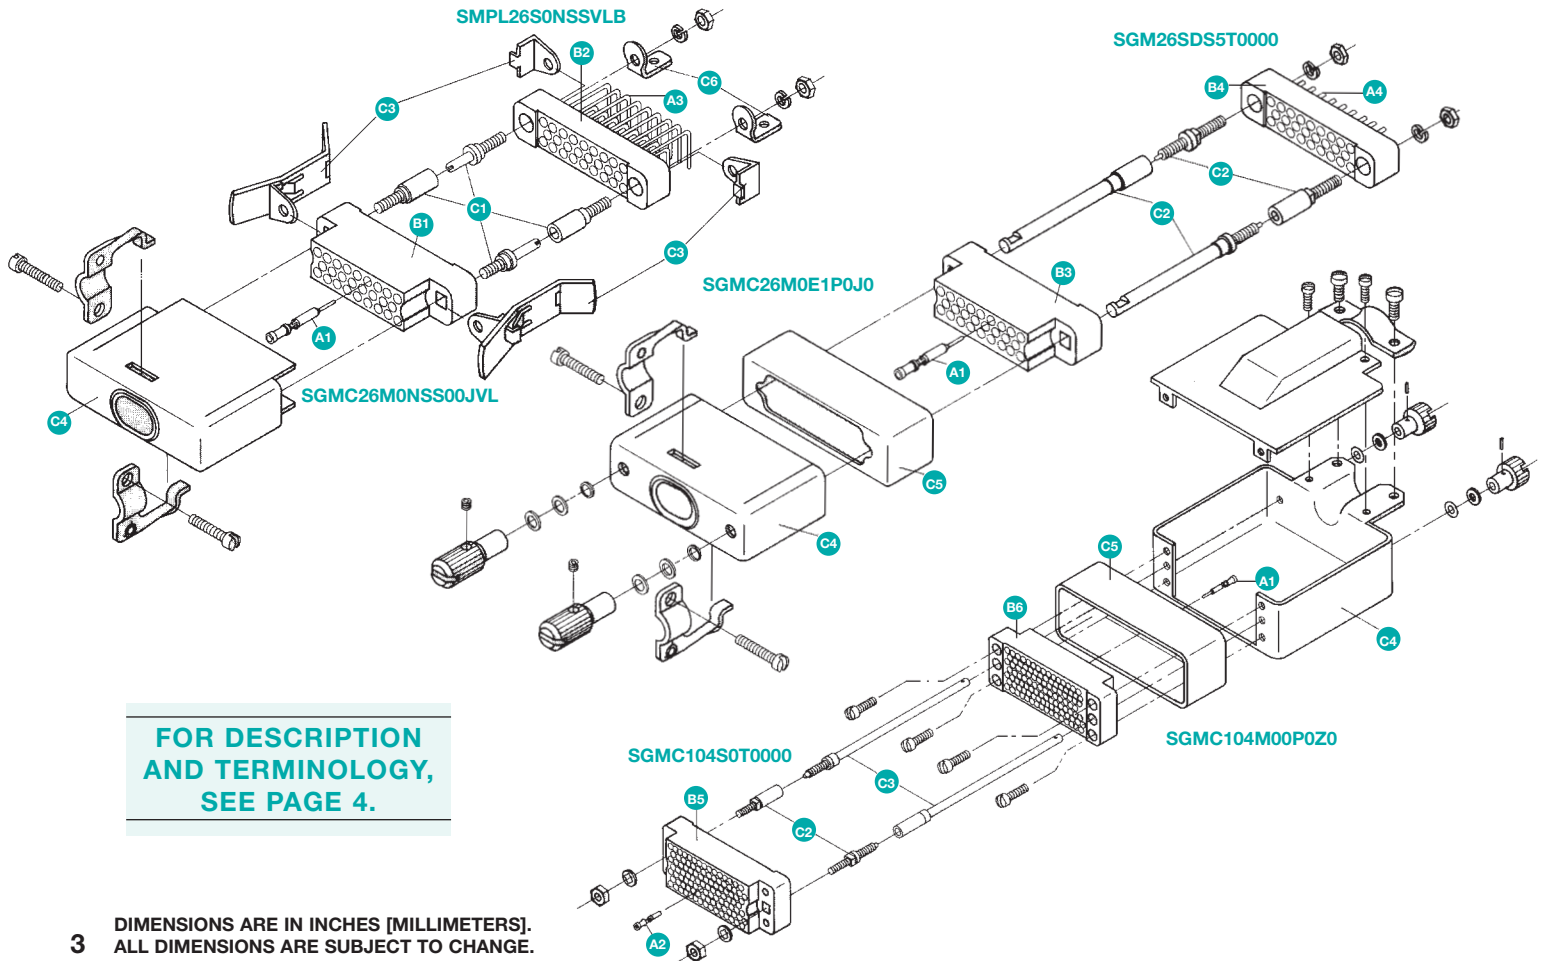 SMPL26S0NSSVLB
SGM26SDS5T0000
B2
C6
A3
C3
B4
A4
C2
C1
C2
B1
C3
B3
SGMC26M0E1P0J0
A1
A1
SGMC26M0NSS00JVL
C4
C5
C4
C5
A1
B6
C4
SGMC104M00P0Z0
SGMC104S0T0000
C3
B5
C2
A2
FOR DESCRIPTION
AND TERMINOLOGY,
SEE PAGE 4.
DIMENSIONS ARE IN INCHES [MILLIMETERS].
3 ALL DIMENSIONS ARE SUBJECT TO CHANGE.